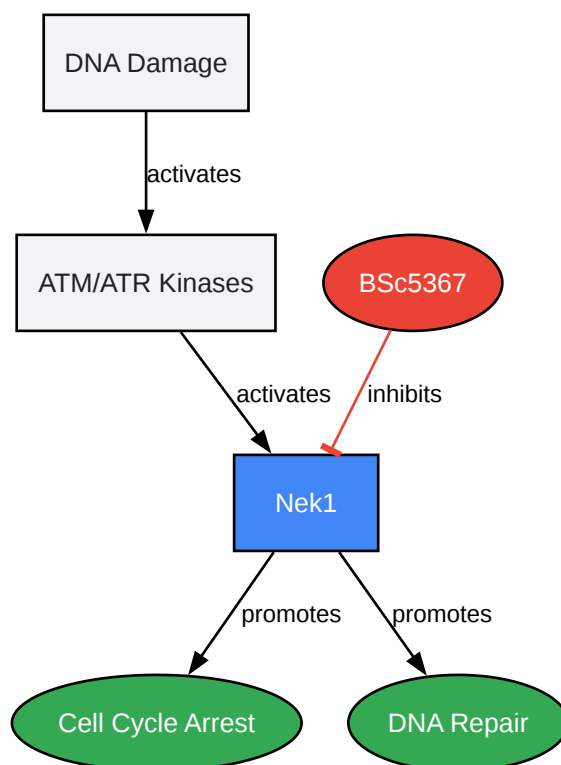 DNA Damage
activates
ATM/ATR Kinases
BSc5367
activates
inhibits
Nek1
promotes
promotes
Cell Cycle Arrest
DNA Repair